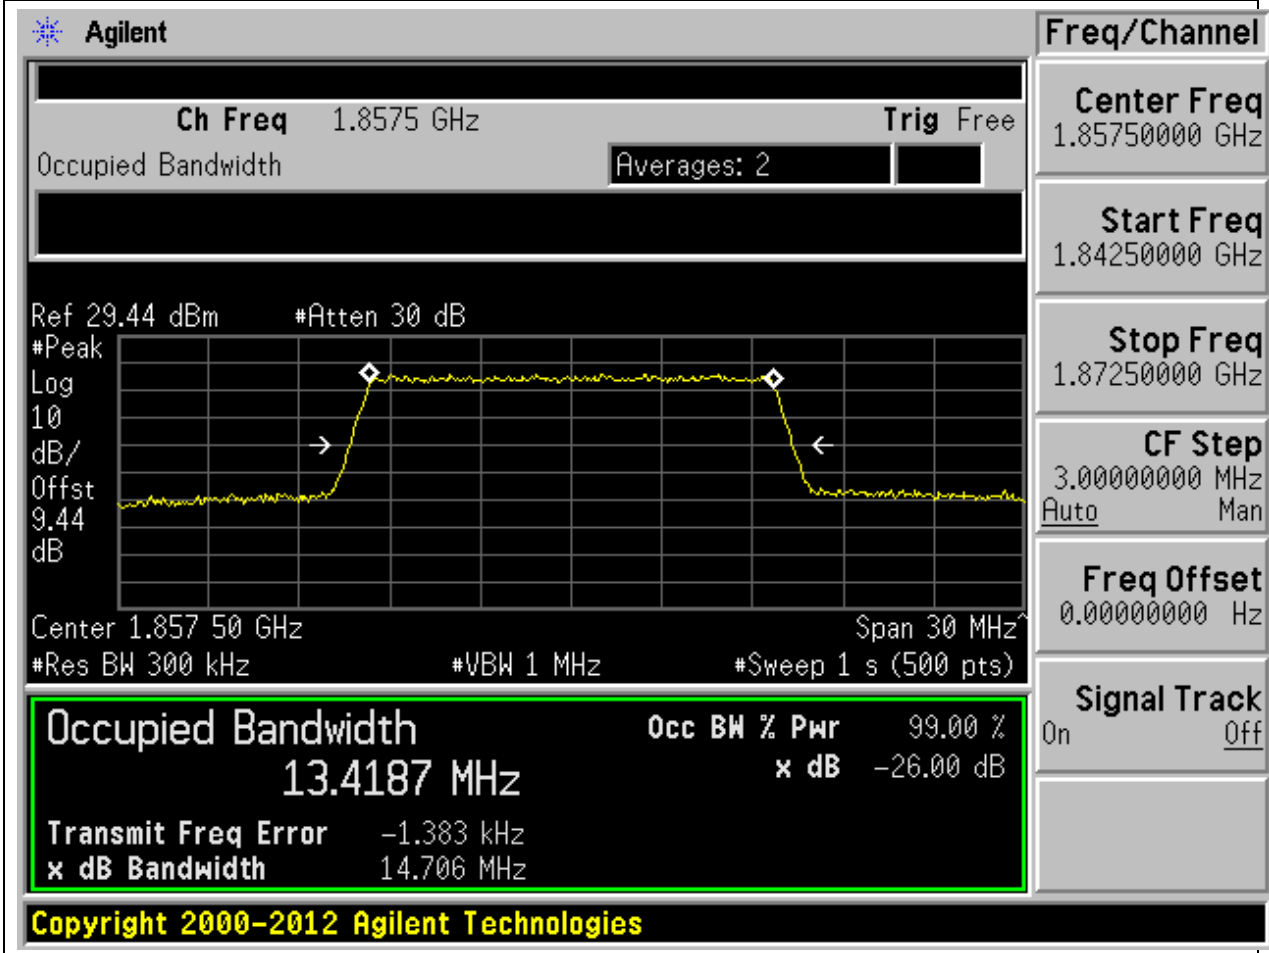 Agilent
Freq/Channel
Ch Freq 1.8575 GHz Trig Free
Occupied Bandwidth Averages: 2
Center Freq
1.85750000 GHz
Start Freq
1.84250000 GHz
Stop Freq
1.87250000 GHz
CF Step
3.00000000 MHz
Auto Man
Freq Offset
0.00000000 Hz
Signal Track
On Off
Ref 29.44 dBm #Atten 30 dB
#Peak
Log
10
dB/
Offst
9.44
dB
Center 1.857 50 GHz Span 30 MHz^
#Res BW 300 kHz #VBW 1 MHz #Sweep 1 s (500 pts)
Occupied Bandwidth Occ BW % Pwr 99.00 %
13.4187 MHz x dB -26.00 dB
Transmit Freq Error -1.383 kHz
x dB Bandwidth 14.706 MHz
Copyright 2000-2012 Agilent Technologies